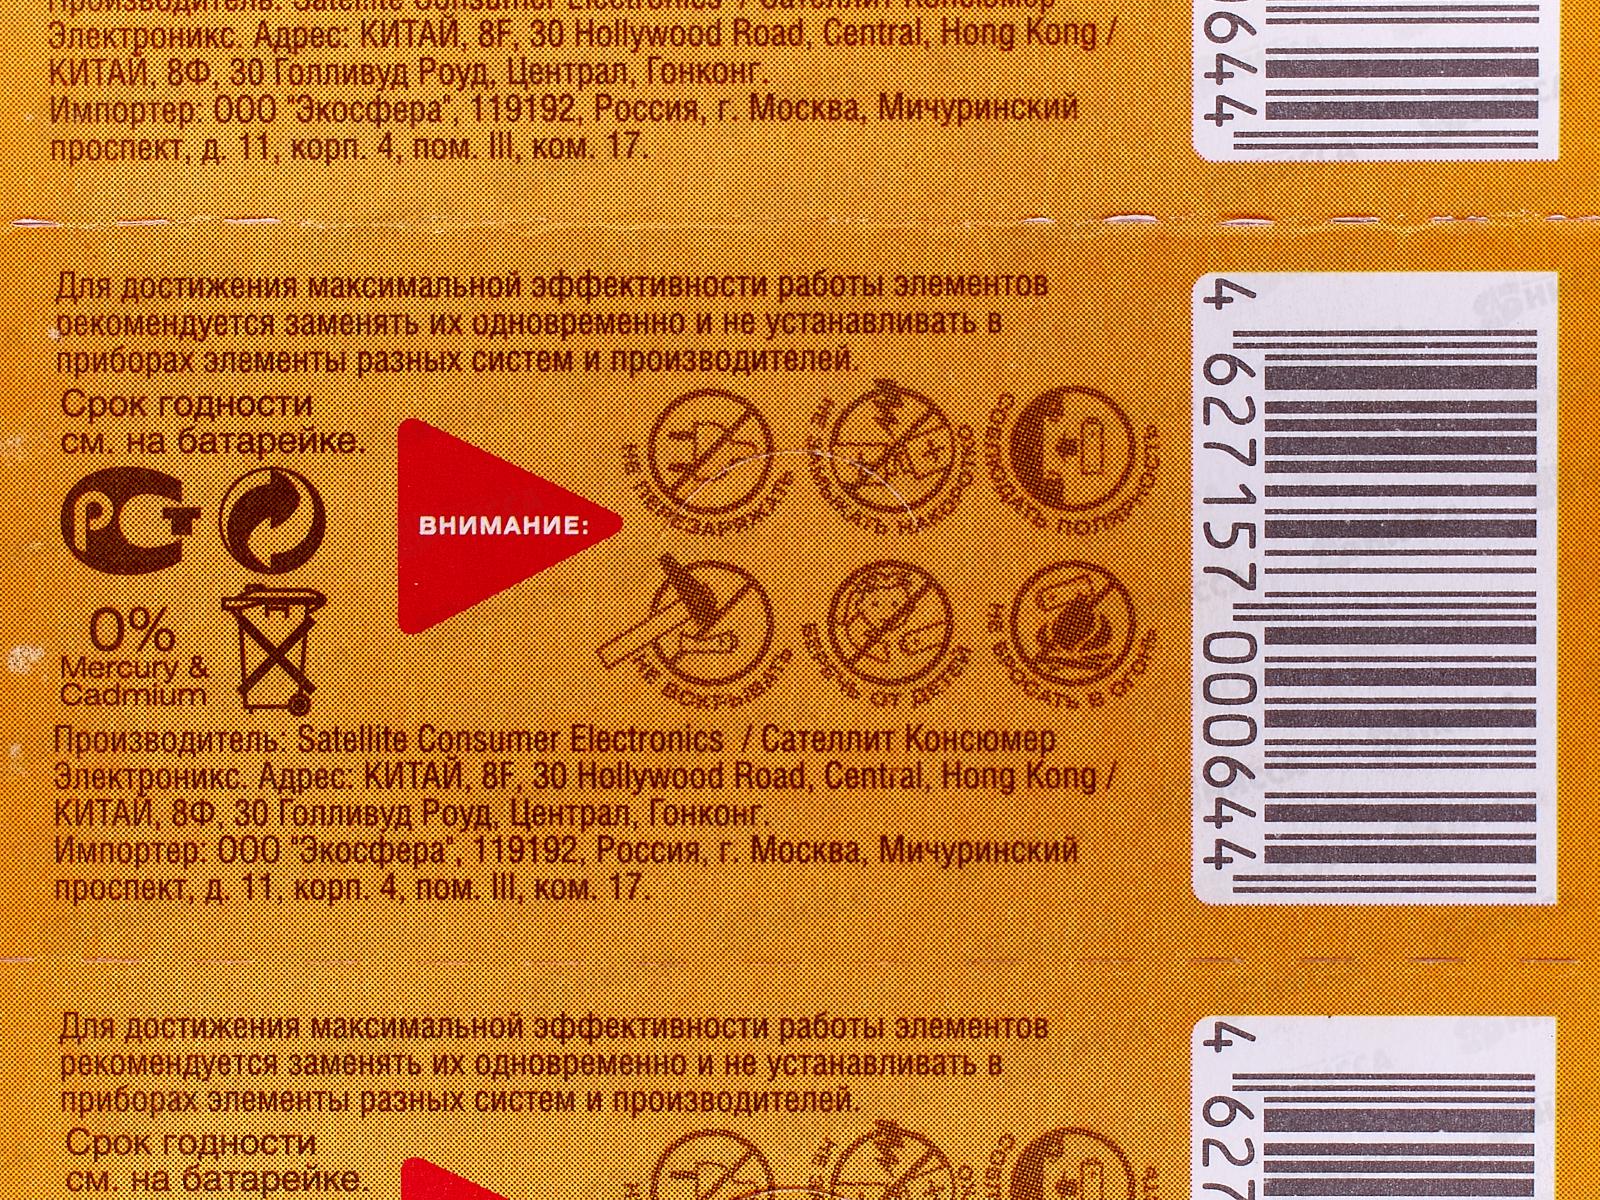 Производитель: Satellite Consumer Electronics / Сателлит Консюмер
Электроникс. Адрес: КИТАЙ, 8F, 30 Hollywood Road, Central, Hong Kong /
КИТАЙ, 8Ф, 30 Голливуд Роуд, Централ, Гонконг.
Импортер: ООО "Экосфера", 119192, Россия, г. Москва, Мичуринский
проспект, д. 11, корп. 4, пом. III, ком. 17.
0644
Для достижения максимальной эффективности работы элементов
рекомендуется заменять их одновременно и не устанавливать в
приборах элементы разных систем и производителей.
Срок годности
см. на батарейке.
РСТ
0%
Mercury &
Cadmium
ВНИМАНИЕ:
НЕ ПЕРЕЗАРЯЖАТЬ
НЕ ЗАМЫКАТЬ НАКОРОТКО
СОБЛЮДАТЬ ПОЛЯРНОСТЬ
НЕ ВСКРЫВАТЬ
БЕРЕЧЬ ОТ ДЕТЕЙ
НЕ БРОСАТЬ В ОГОНЬ
Производитель: Satellite Consumer Electronics / Сателлит Консюмер
Электроникс. Адрес: КИТАЙ, 8F, 30 Hollywood Road, Central, Hong Kong /
КИТАЙ, 8Ф, 30 Голливуд Роуд, Централ, Гонконг.
Импортер: ООО "Экосфера", 119192, Россия, г. Москва, Мичуринский
проспект, д. 11, корп. 4, пом. III, ком. 17.
4 627157 000644
Для достижения максимальной эффективности работы элементов
рекомендуется заменять их одновременно и не устанавливать в
приборах элементы разных систем и производителей.
Срок годности
см. на батарейке.
4 627